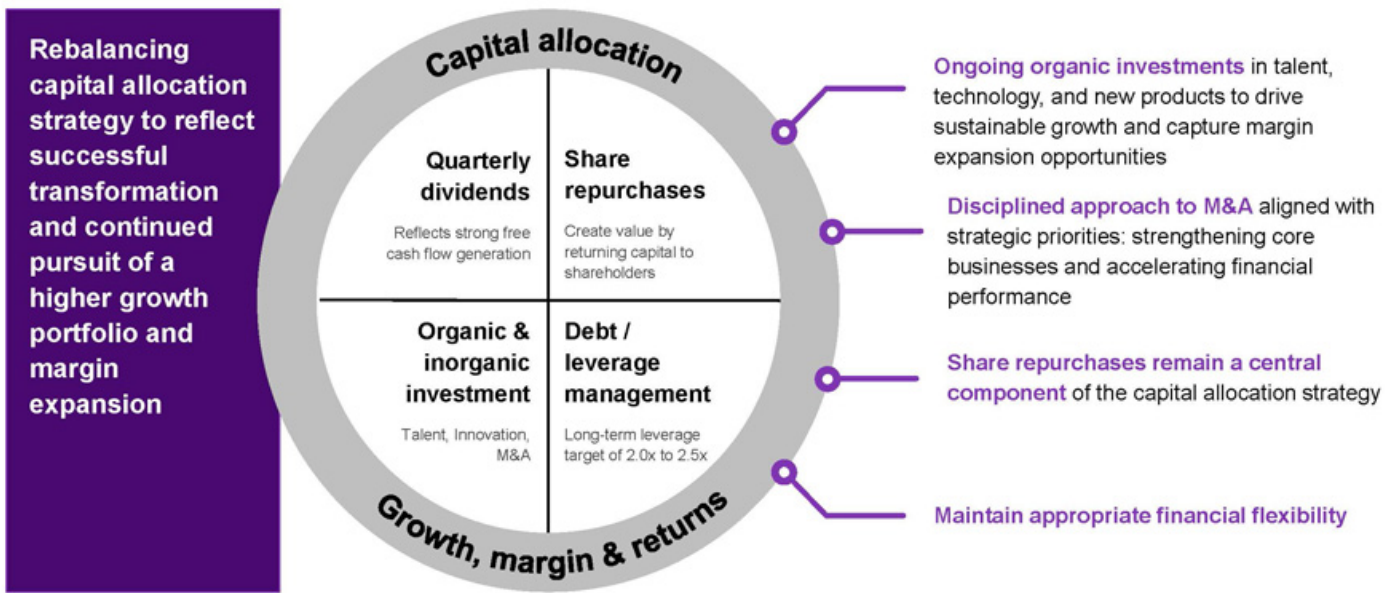 Rebalancing
capital allocation
strategy to reflect
successful
transformation
and continued
pursuit of a
higher growth
portfolio and
margin
expansion
Capital allocation
Quarterly
dividends
Reflects strong free
cash flow generation
Share
repurchases
Create value by
returning capital to
shareholders
Organic &
inorganic
investment
Talent, Innovation,
M&A
Debt /
leverage
management
Long-term leverage
target of 2.0x to 2.5x
Growth, margin & returns
Ongoing organic investments in talent,
technology, and new products to drive
sustainable growth and capture margin
expansion opportunities
Disciplined approach to M&A aligned with
strategic priorities: strengthening core
businesses and accelerating financial
performance
Share repurchases remain a central
component of the capital allocation strategy
Maintain appropriate financial flexibility